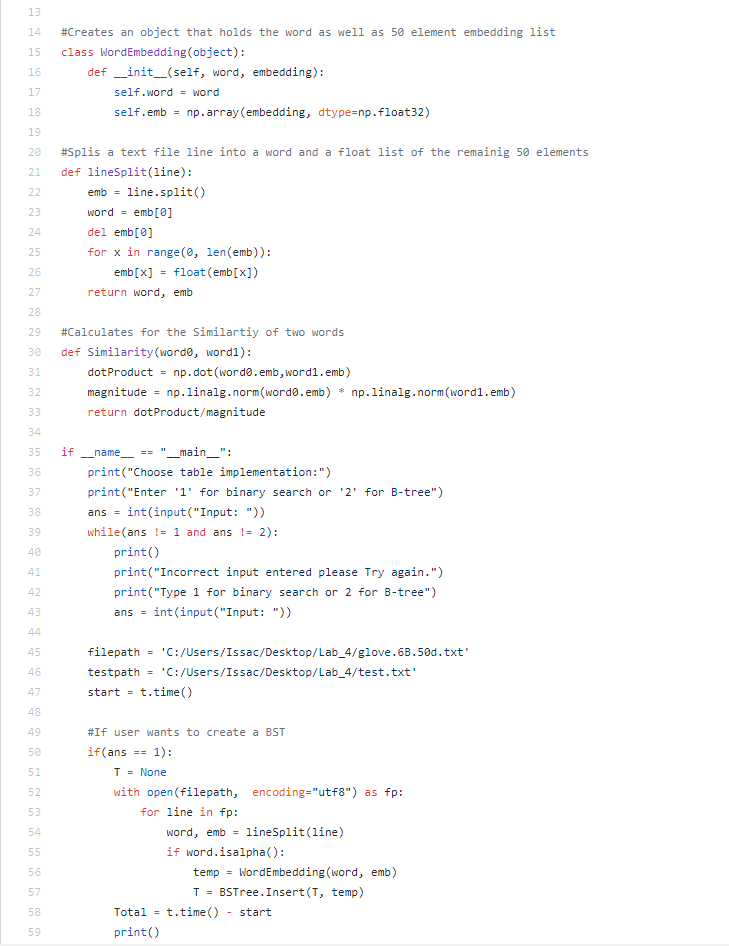 13
14 #Creates an object that holds the word as well as 50 element embedding list
15 class WordEmbedding(object):
16     def __init__(self, word, embedding):
17         self.word = word
18         self.emb = np.array(embedding, dtype=np.float32)
19
20 #Splis a text file line into a word and a float list of the remainig 50 elements
21 def lineSplit(line):
22     emb = line.split()
23     word = emb[0]
24     del emb[0]
25     for x in range(0, len(emb)):
26         emb[x] = float(emb[x])
27     return word, emb
28
29 #Calculates for the Similartiy of two words
30 def Similarity(word0, word1):
31     dotProduct = np.dot(word0.emb,word1.emb)
32     magnitude = np.linalg.norm(word0.emb) * np.linalg.norm(word1.emb)
33     return dotProduct/magnitude
34
35 if __name__ == "__main__":
36     print("Choose table implementation:")
37     print("Enter '1' for binary search or '2' for B-tree")
38     ans = int(input("Input: "))
39     while(ans != 1 and ans != 2):
40         print()
41         print("Incorrect input entered please Try again.")
42         print("Type 1 for binary search or 2 for B-tree")
43         ans = int(input("Input: "))
44
45     filepath = 'C:/Users/Issac/Desktop/Lab_4/glove.6B.50d.txt'
46     testpath = 'C:/Users/Issac/Desktop/Lab_4/test.txt'
47     start = t.time()
48
49     #If user wants to create a BST
50     if(ans == 1):
51         T = None
52         with open(filepath,  encoding="utf8") as fp:
53             for line in fp:
54                 word, emb = lineSplit(line)
55                 if word.isalpha():
56                     temp = WordEmbedding(word, emb)
57                     T = BSTree.Insert(T, temp)
58         Total = t.time() - start
59         print()